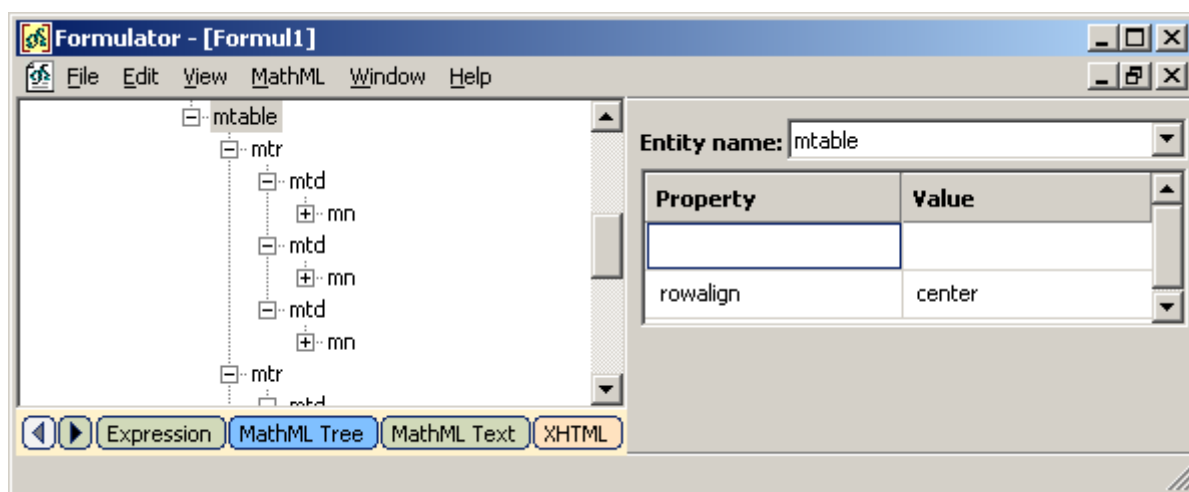 Formulator - [Formul1]
File Edit View MathML Window Help
mtable
mtr
mtd
mn
mtd
mn
mtd
mn
mtr
mtd
Entity name: mtable
Property Value
rowalign center
Expression MathML Tree MathML Text XHTML